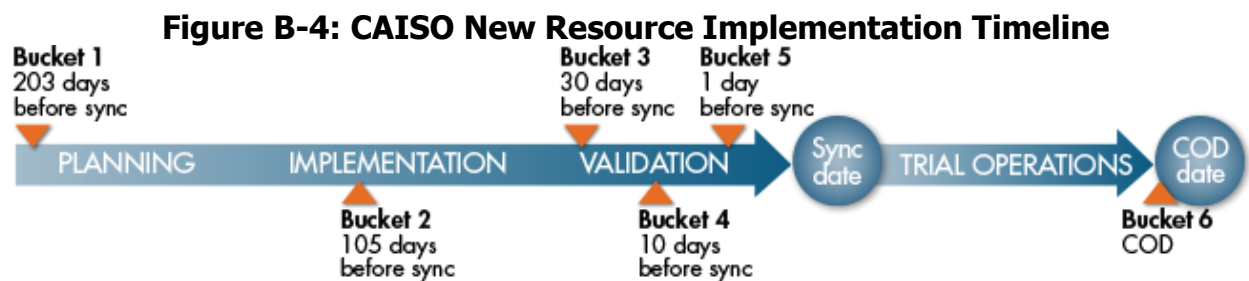 Figure B-4: CAISO New Resource Implementation Timeline
Bucket 1
203 days
before sync
Bucket 3
30 days
before sync
Bucket 5
1 day
before sync
PLANNING
IMPLEMENTATION
VALIDATION
Sync
date
TRIAL OPERATIONS
COD
date
Bucket 2
105 days
before sync
Bucket 4
10 days
before sync
Bucket 6
COD